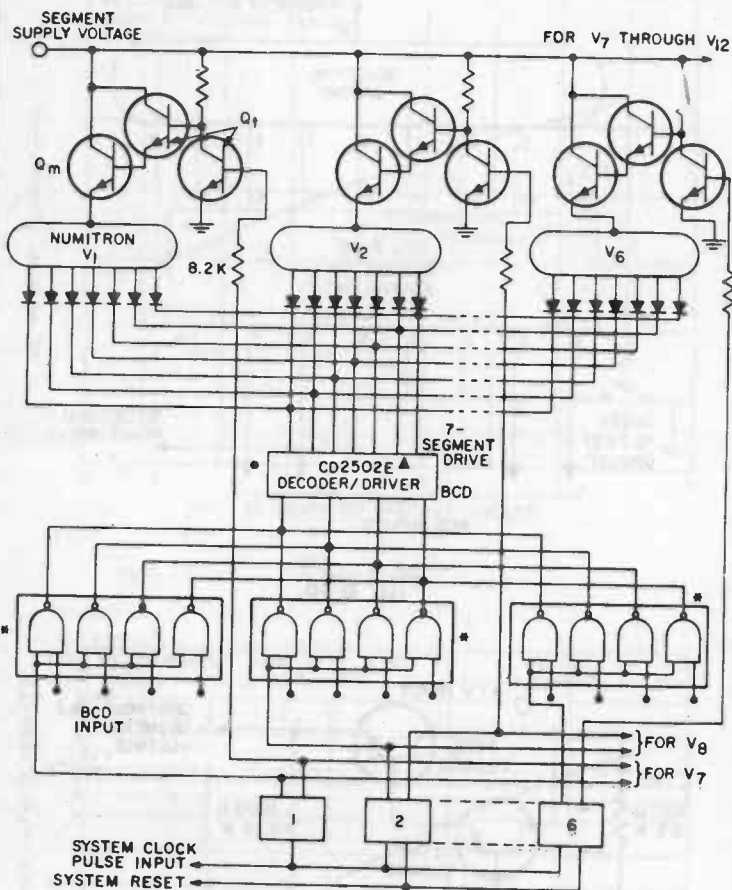 SEGMENT
SUPPLY VOLTAGE
FOR V7 THROUGH V12
Qt
Qm
NUMITRON
V1
V2
V6
8.2K
7-
SEGMENT
DRIVE
CD2502E
DECODER/DRIVER
BCD
*
*
*
BCD
INPUT
FOR V8
FOR V7
1
2
6
SYSTEM CLOCK
PULSE INPUT
SYSTEM RESET